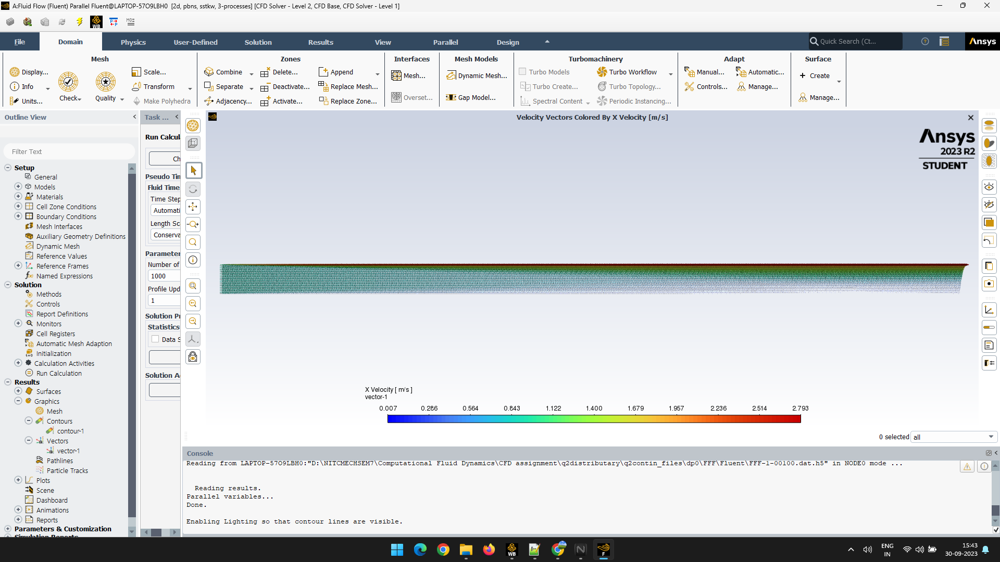 A:Fluid Flow (Fluent) Parallel Fluent@LAPTOP-57O9LBH0 [2d, pbns, sstkw, 3-processes] [CFD Solver - Level 2, CFD Base, CFD Solver - Level 1]
WB
File Domain Physics User-Defined Solution Results View Parallel Design Quick Search (Ct... Ansys
Mesh Zones Interfaces Mesh Models Turbomachinery Adapt Surface
Display... Scale... Combine Delete... Append Mesh... Dynamic Mesh... Turbo Models Turbo Workflow Manual... Automatic... Create
Info Transform Separate Deactivate... Replace Mesh... Turbo Create... Turbo Topology... Controls... Manage...
Check Quality Overset... Gap Model... Manage...
Units... Make Polyhedra Adjacency... Activate... Replace Zone... Spectral Content Periodic Instancing...
Outline View
Filter Text
Setup
General
Models
Materials
Cell Zone Conditions
Boundary Conditions
Mesh Interfaces
Auxiliary Geometry Definitions
Dynamic Mesh
Reference Values
Reference Frames
Named Expressions
Solution
Methods
Controls
Report Definitions
Monitors
Cell Registers
Automatic Mesh Adaption
Initialization
Calculation Activities
Run Calculation
Results
Surfaces
Graphics
Mesh
Contours
contour-1
Vectors
vector-1
Pathlines
Particle Tracks
Plots
Scene
Dashboard
Animations
Reports
Parameters & Customization
Simulation Reports
Task ...
Run Calcu
Ch
Pseudo Tim
Fluid Time
Time Step
Automati
Length Sc
Conserva
Parameter
Number of
1000
Profile Upd
1
Solution Pr
Statistics
Data S
Solution A
Velocity Vectors Colored By X Velocity [m/s]
Ansys
2023 R2
STUDENT
X Velocity [ m/s ]
vector-1
0.007 0.286 0.564 0.843 1.122 1.400 1.679 1.957 2.236 2.514 2.793
0 selected all
Console
Reading from LAPTOP-57O9LBH0:"D:\NITCMECHSEM7\Computational Fluid Dynamics\CFD assignment\q2distributary\q2contin_files\dp0\FFF\Fluent\FFF-1-00100.dat.h5" in NODE0 mode ...
Reading results.
Parallel variables...
Done.
Enabling Lighting so that contour lines are visible.
WB
F
ENG
IN
15:43
30-09-2023